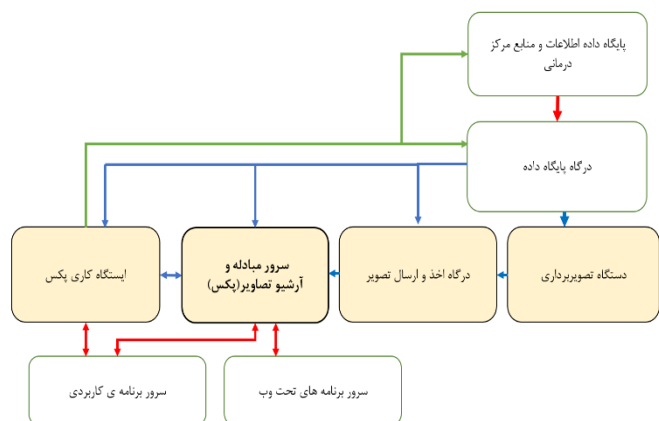 پایگاه داده اطلاعات و منابع مرکز
درمانی
درگاه پایگاه داده
دستگاه تصویربرداری
درگاه اخذ و ارسال تصویر
سرور مبادله و
آرشیو تصاویر(پکس)
ایستگاه کاری پکس
سرور برنامه های تحت وب
سرور برنامه ی کاربردی